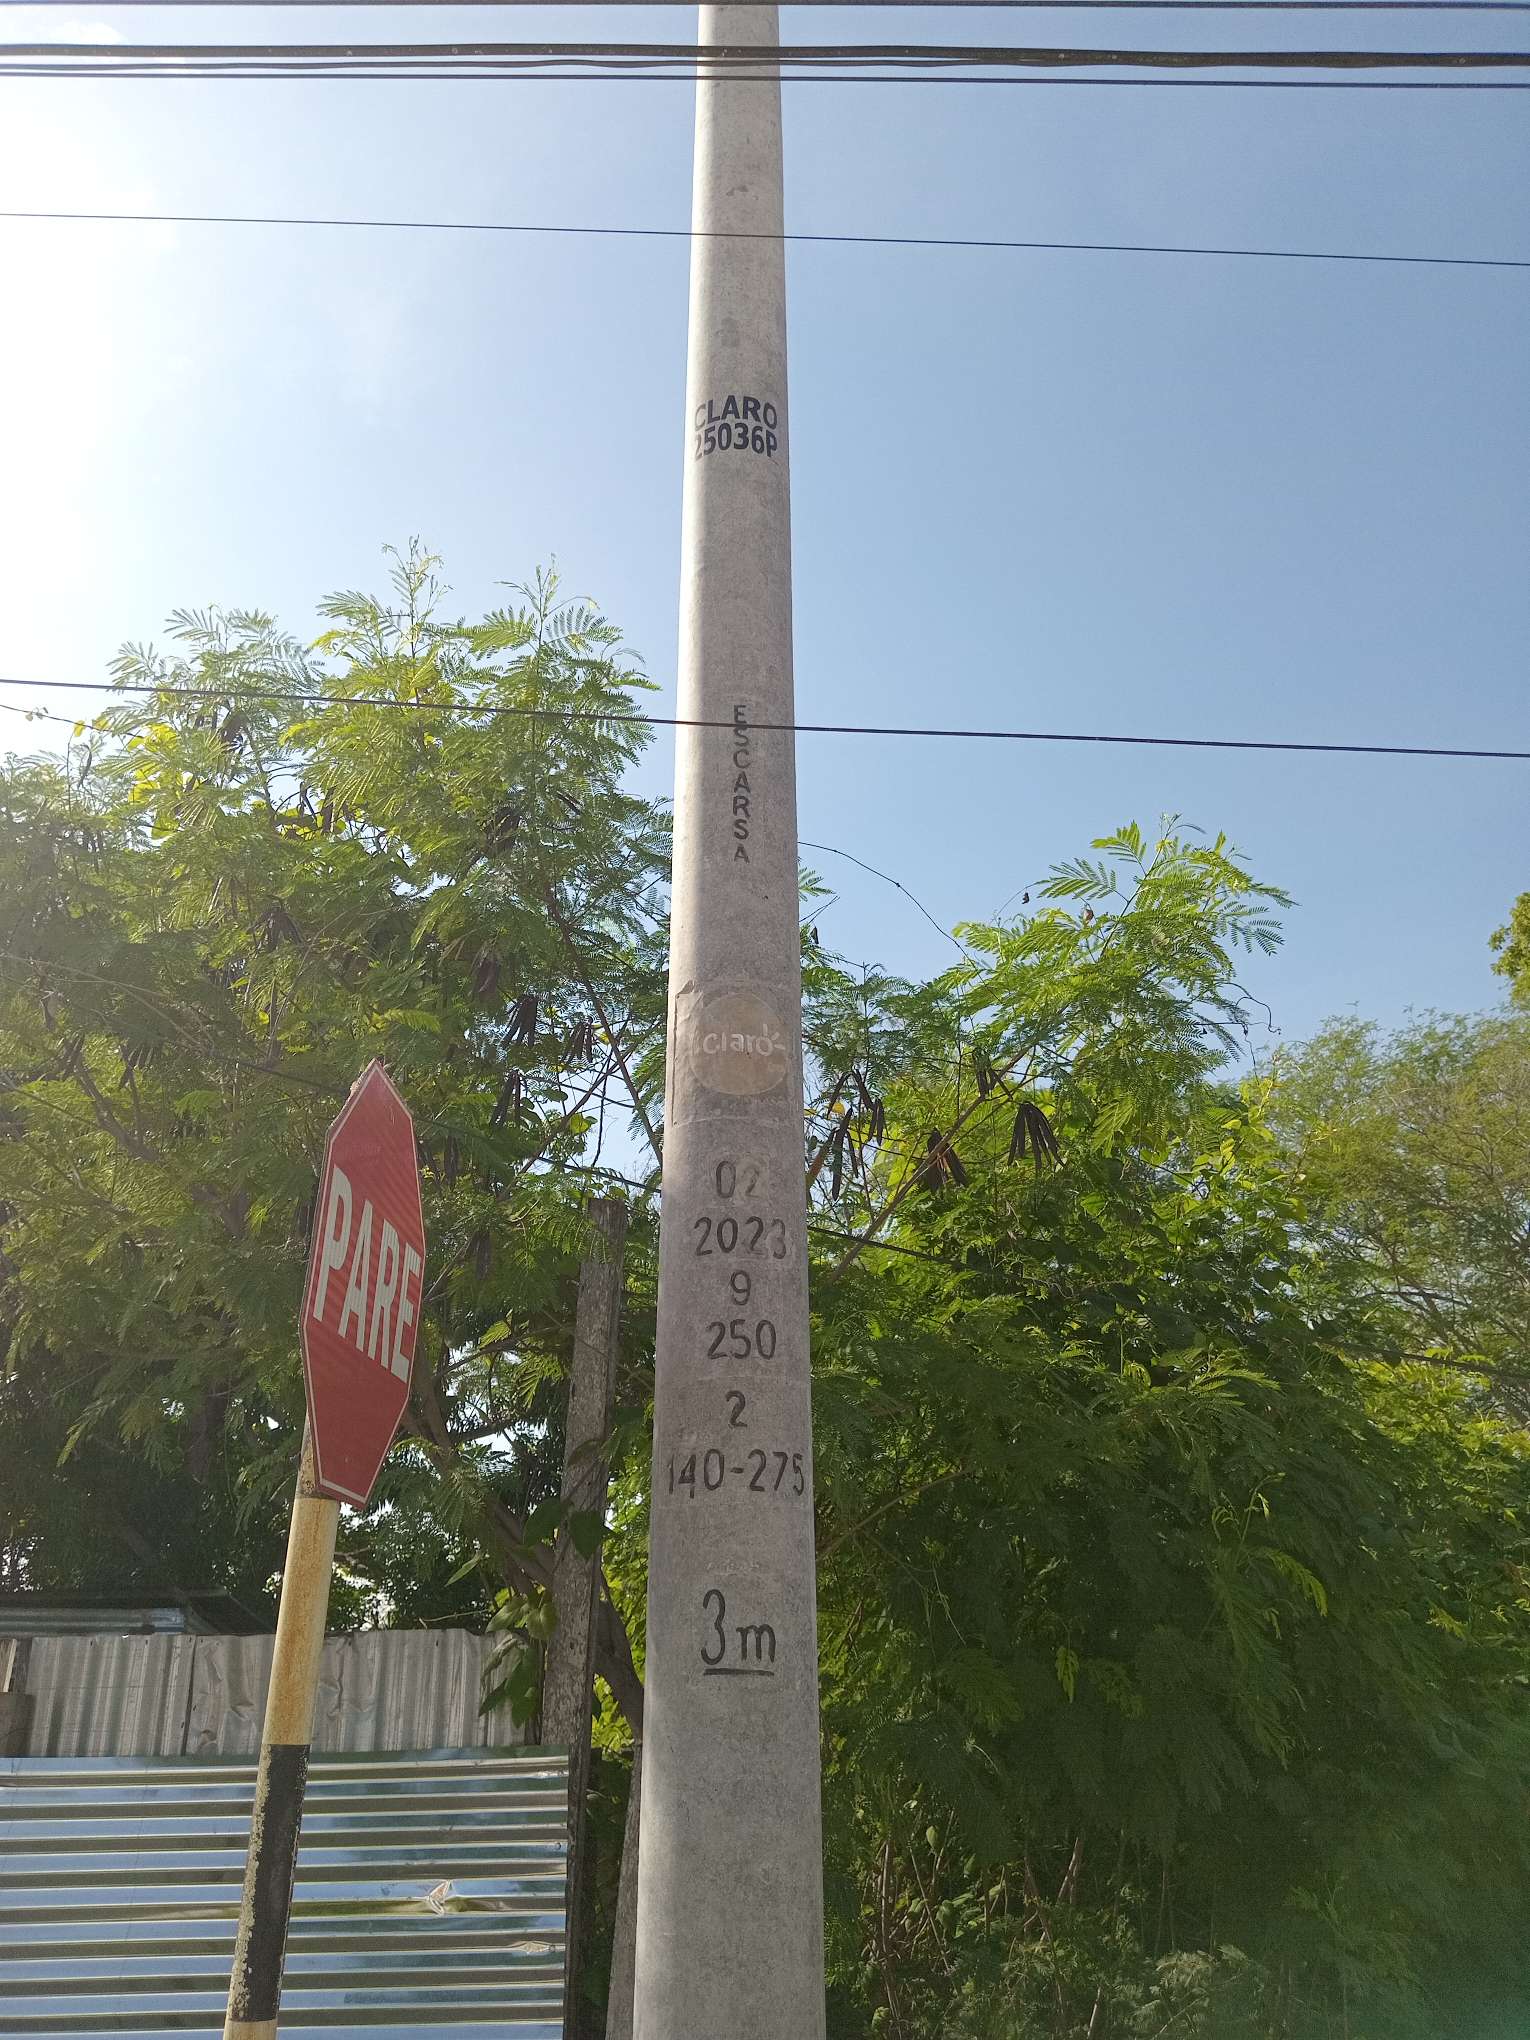 CLARO
25036P
ESCARSA
Claro
PARE
02
2023
9
250
2
140-275
3m